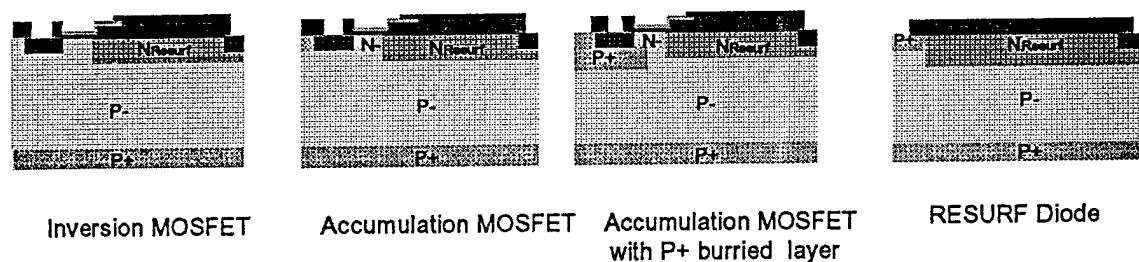 NResurf
P-
P+
N-
NResurf
P-
P+
N-
NResurf
P+
P-
P+
P+
NResurf
P-
P+
Inversion MOSFET
Accumulation MOSFET
Accumulation MOSFET
with P+ burried layer
RESURF Diode